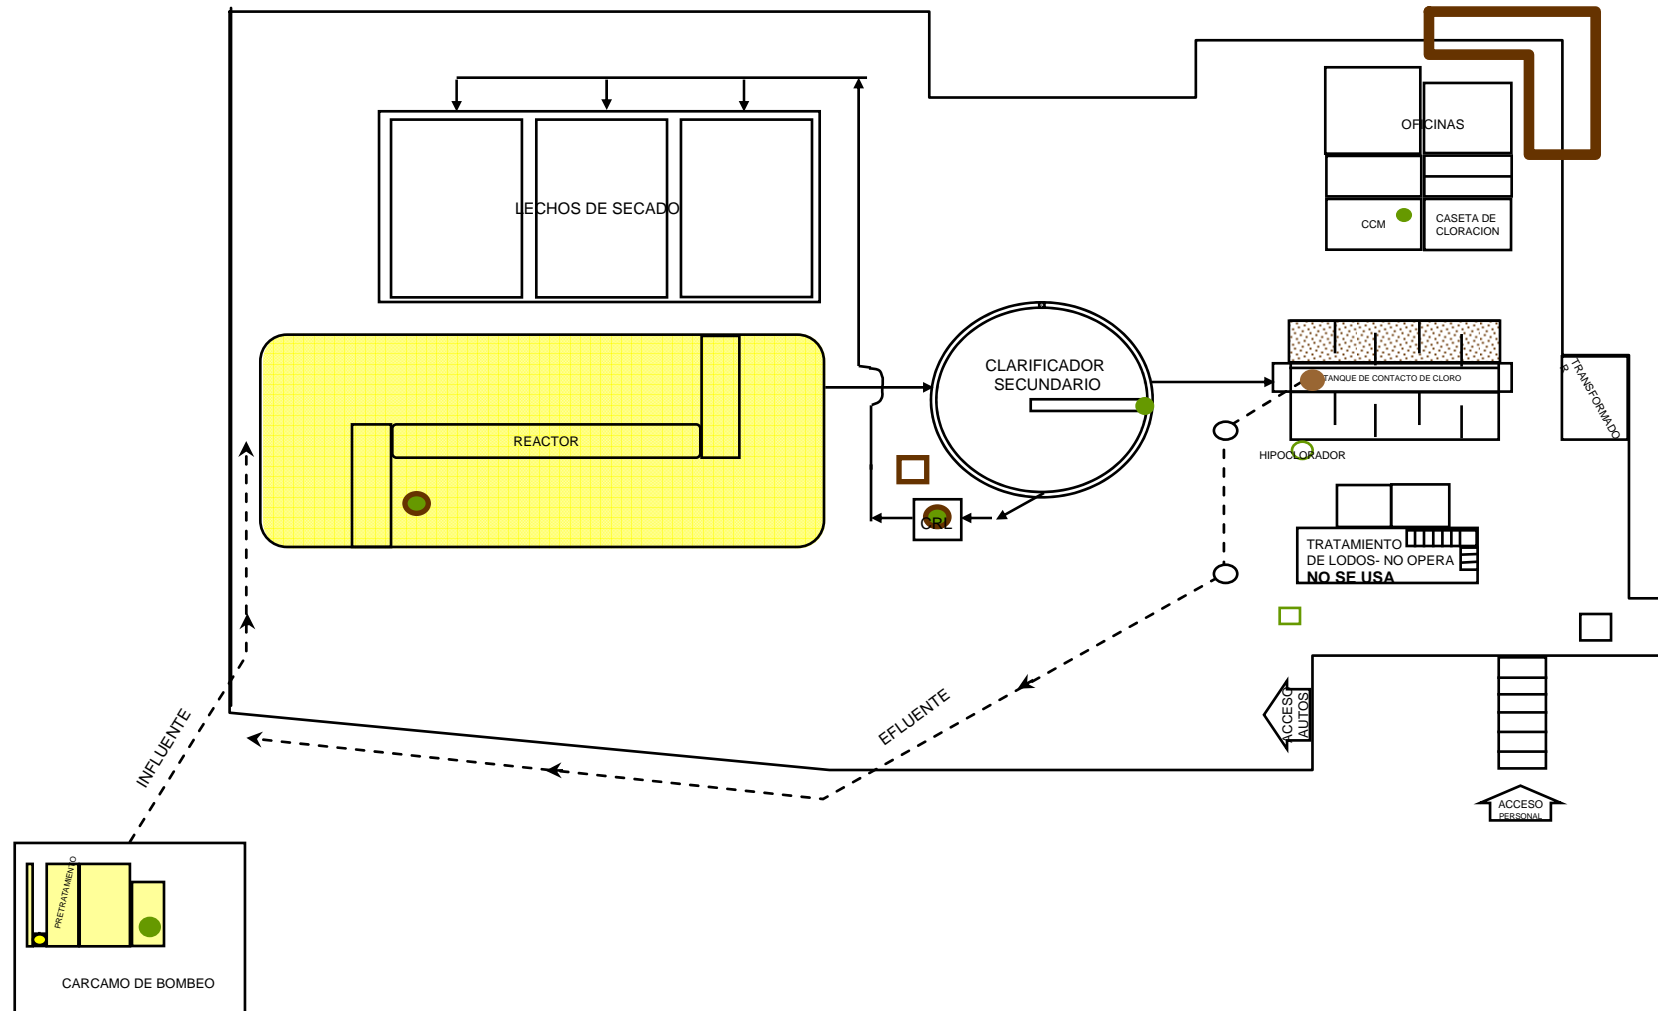 OFICINAS
LECHOS DE SECADO
CCM
CASETA DE
CLORACION
CLARIFICADOR
SECUNDARIO
TANQUE DE CONTACTO DE CLORO
TRANSFORMADO
R
REACTOR
HIPOCLORADOR
CRL
TRATAMIENTO
DE LODOS- NO OPERA
NO SE USA
INFLUENTE
EFLUENTE
ACCESO
AUTOS
ACCESO
PERSONAL
PRETRATAMIENTO
CARCAMO DE BOMBEO